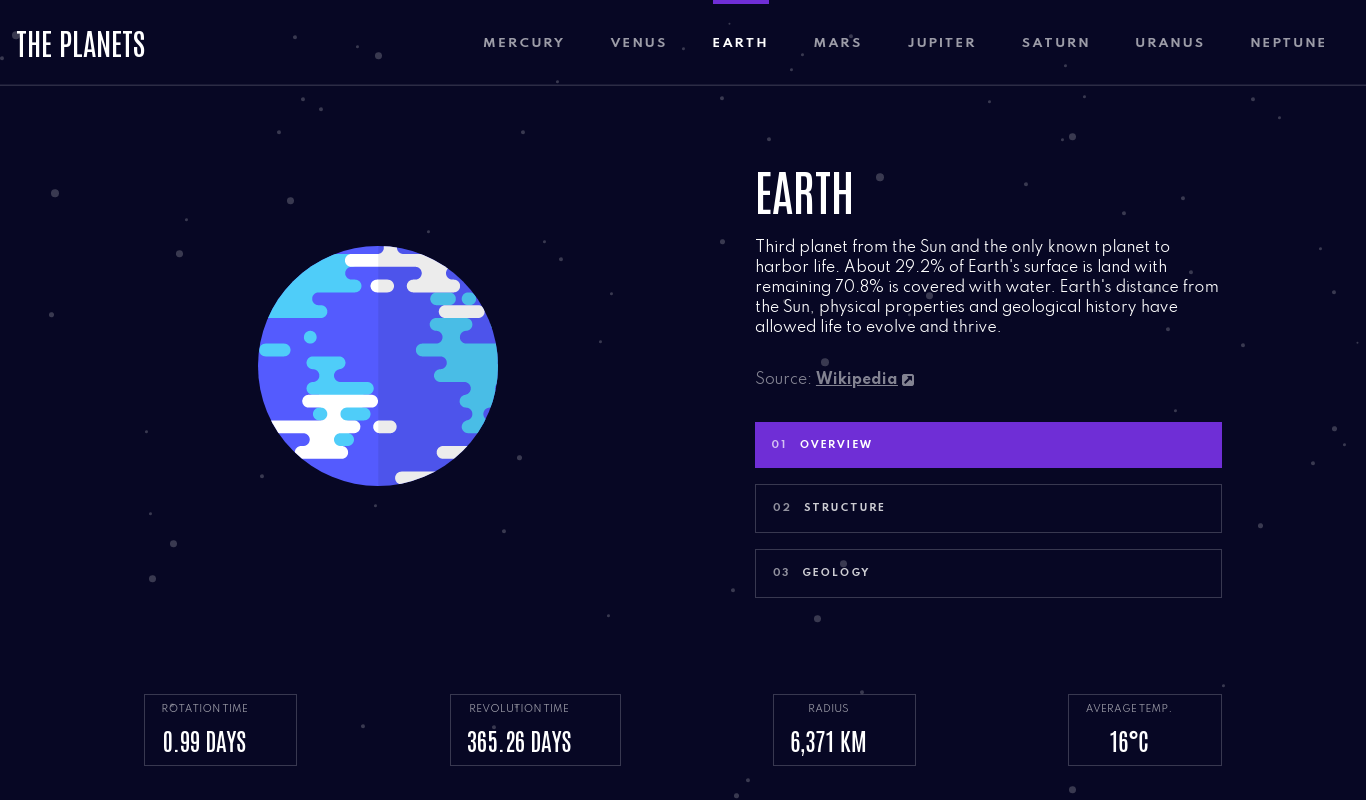 THE PLANETS
MERCURY VENUS EARTH MARS JUPITER SATURN URANUS NEPTUNE
EARTH
Third planet from the Sun and the only known planet to
harbor life. About 29.2% of Earth's surface is land with
remaining 70.8% is covered with water. Earth's distance from
the Sun, physical properties and geological history have
allowed life to evolve and thrive.
Source: Wikipedia
01 OVERVIEW
02 STRUCTURE
03 GEOLOGY
ROTATION TIME
0.99 DAYS
REVOLUTION TIME
365.26 DAYS
RADIUS
6,371 KM
AVERAGE TEMP.
16°C